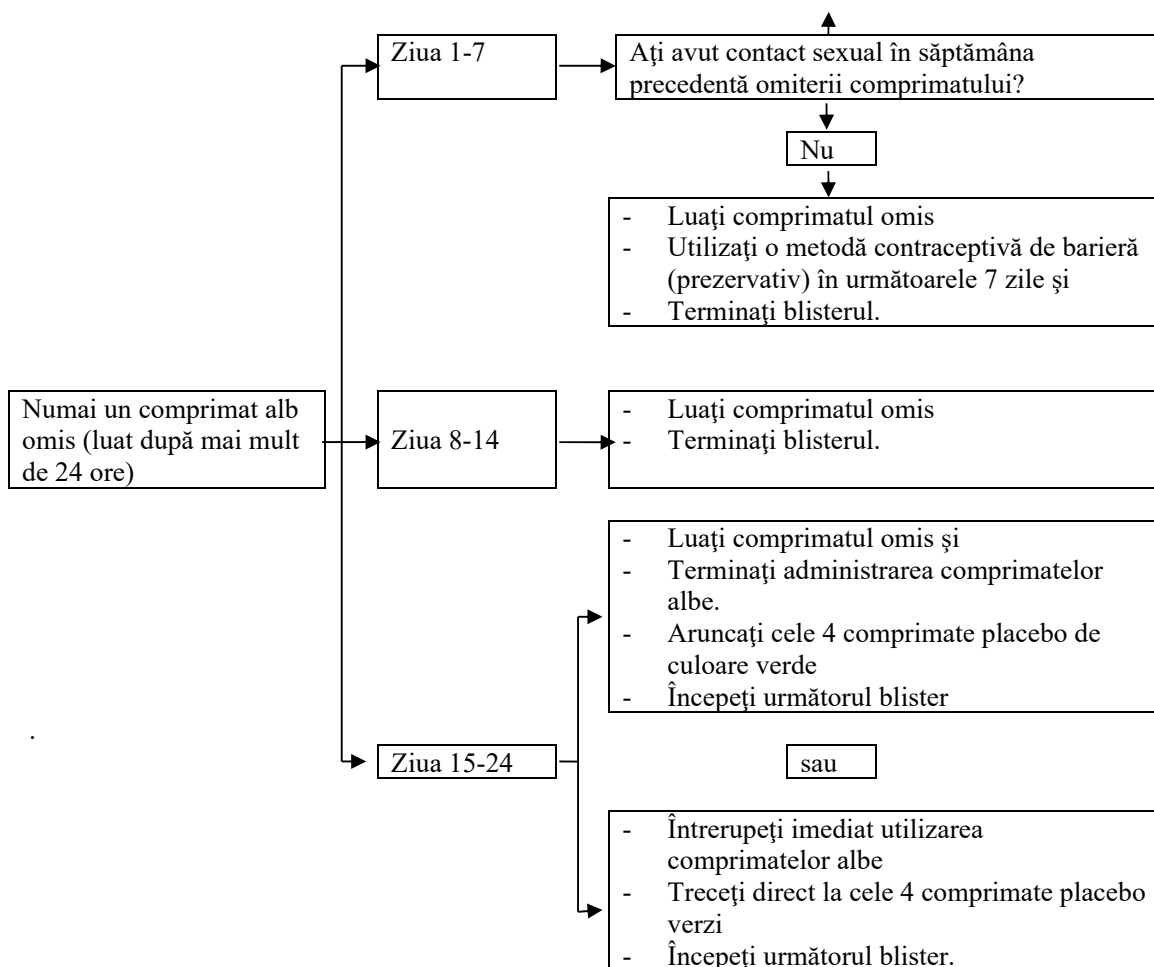 Ziua 1-7
Aţi avut contact sexual în săptămâna
precedentă omiterii comprimatului?
Nu
- Luaţi comprimatul omis
- Utilizaţi o metodă contraceptivă de barieră
(prezervativ) în următoarele 7 zile şi
- Terminaţi blisterul.
Numai un comprimat alb
omis (luat după mai mult
de 24 ore)
Ziua 8-14
- Luaţi comprimatul omis
- Terminaţi blisterul.
- Luaţi comprimatul omis şi
- Terminaţi administrarea comprimatelor
albe.
- Aruncaţi cele 4 comprimate placebo de
culoare verde
- Începeţi următorul blister
.
Ziua 15-24
sau
- Întrerupeţi imediat utilizarea
comprimatelor albe
- Treceţi direct la cele 4 comprimate placebo
verzi
- Începeţi următorul blister.